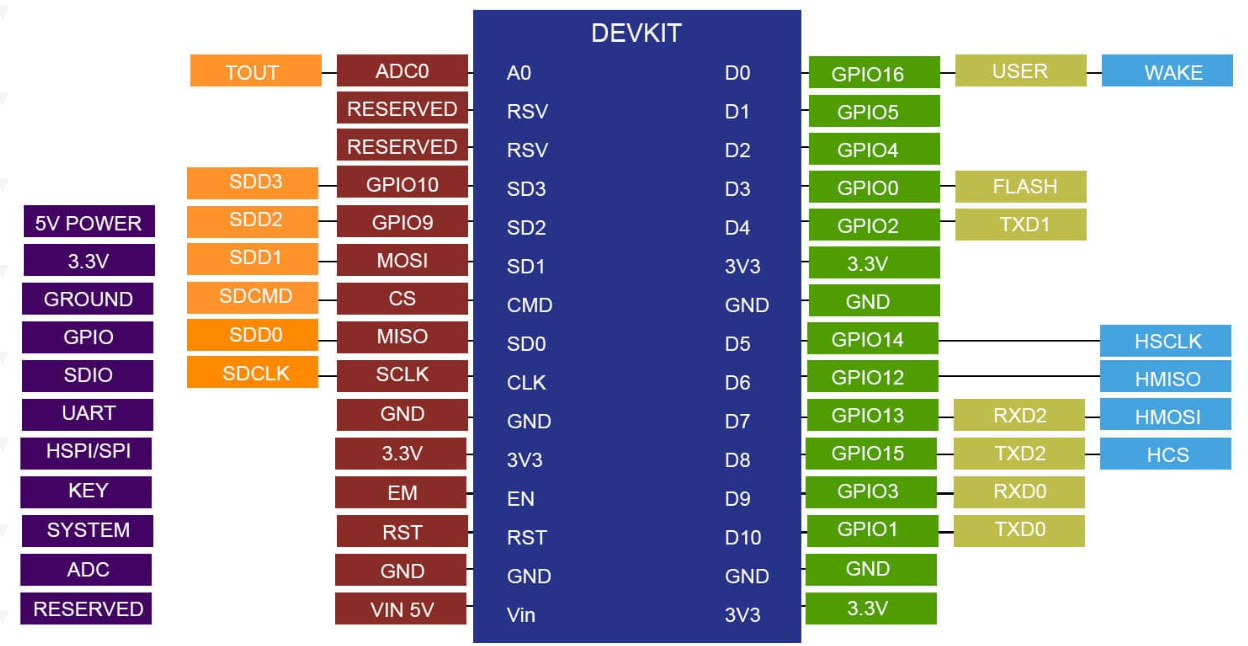 DEVKIT
TOUT ADC0 A0 D0 GPIO16 USER WAKE
RESERVED RSV D1 GPIO5
RESERVED RSV D2 GPIO4
SDD3 GPIO10 SD3 D3 GPIO0 FLASH
5V POWER SDD2 GPIO9 SD2 D4 GPIO2 TXD1
3.3V SDD1 MOSI SD1 3V3 3.3V
GROUND SDCMD CS CMD GND GND
GPIO SDD0 MISO SD0 D5 GPIO14 HSCLK
SDIO SDCLK SCLK CLK D6 GPIO12 HMISO
UART GND GND D7 GPIO13 RXD2 HMOSI
HSPI/SPI 3.3V 3V3 D8 GPIO15 TXD2 HCS
KEY EM EN D9 GPIO3 RXD0
SYSTEM RST RST D10 GPIO1 TXD0
ADC GND GND GND GND
RESERVED VIN 5V Vin 3V3 3.3V